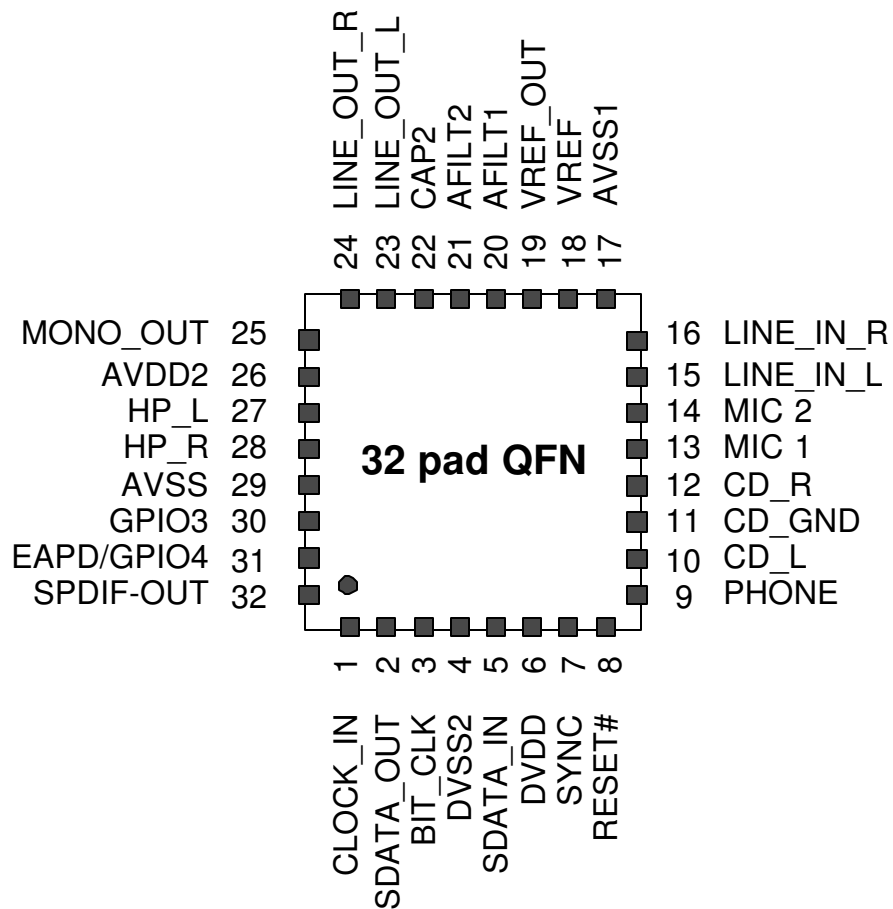 LINE_OUT_R
LINE_OUT_L
CAP2
AFILT2
AFILT1
VREF_OUT
VREF
AVSS1
24
23
22
21
20
19
18
17
MONO_OUT 25
AVDD2 26
HP_L 27
HP_R 28
AVSS 29
GPIO3 30
EAPD/GPIO4 31
SPDIF-OUT 32
32 pad QFN
16 LINE_IN_R
15 LINE_IN_L
14 MIC 2
13 MIC 1
12 CD_R
11 CD_GND
10 CD_L
9 PHONE
1
2
3
4
5
6
7
8
CLOCK_IN
SDATA_OUT
BIT_CLK
DVSS2
SDATA_IN
DVDD
SYNC
RESET#